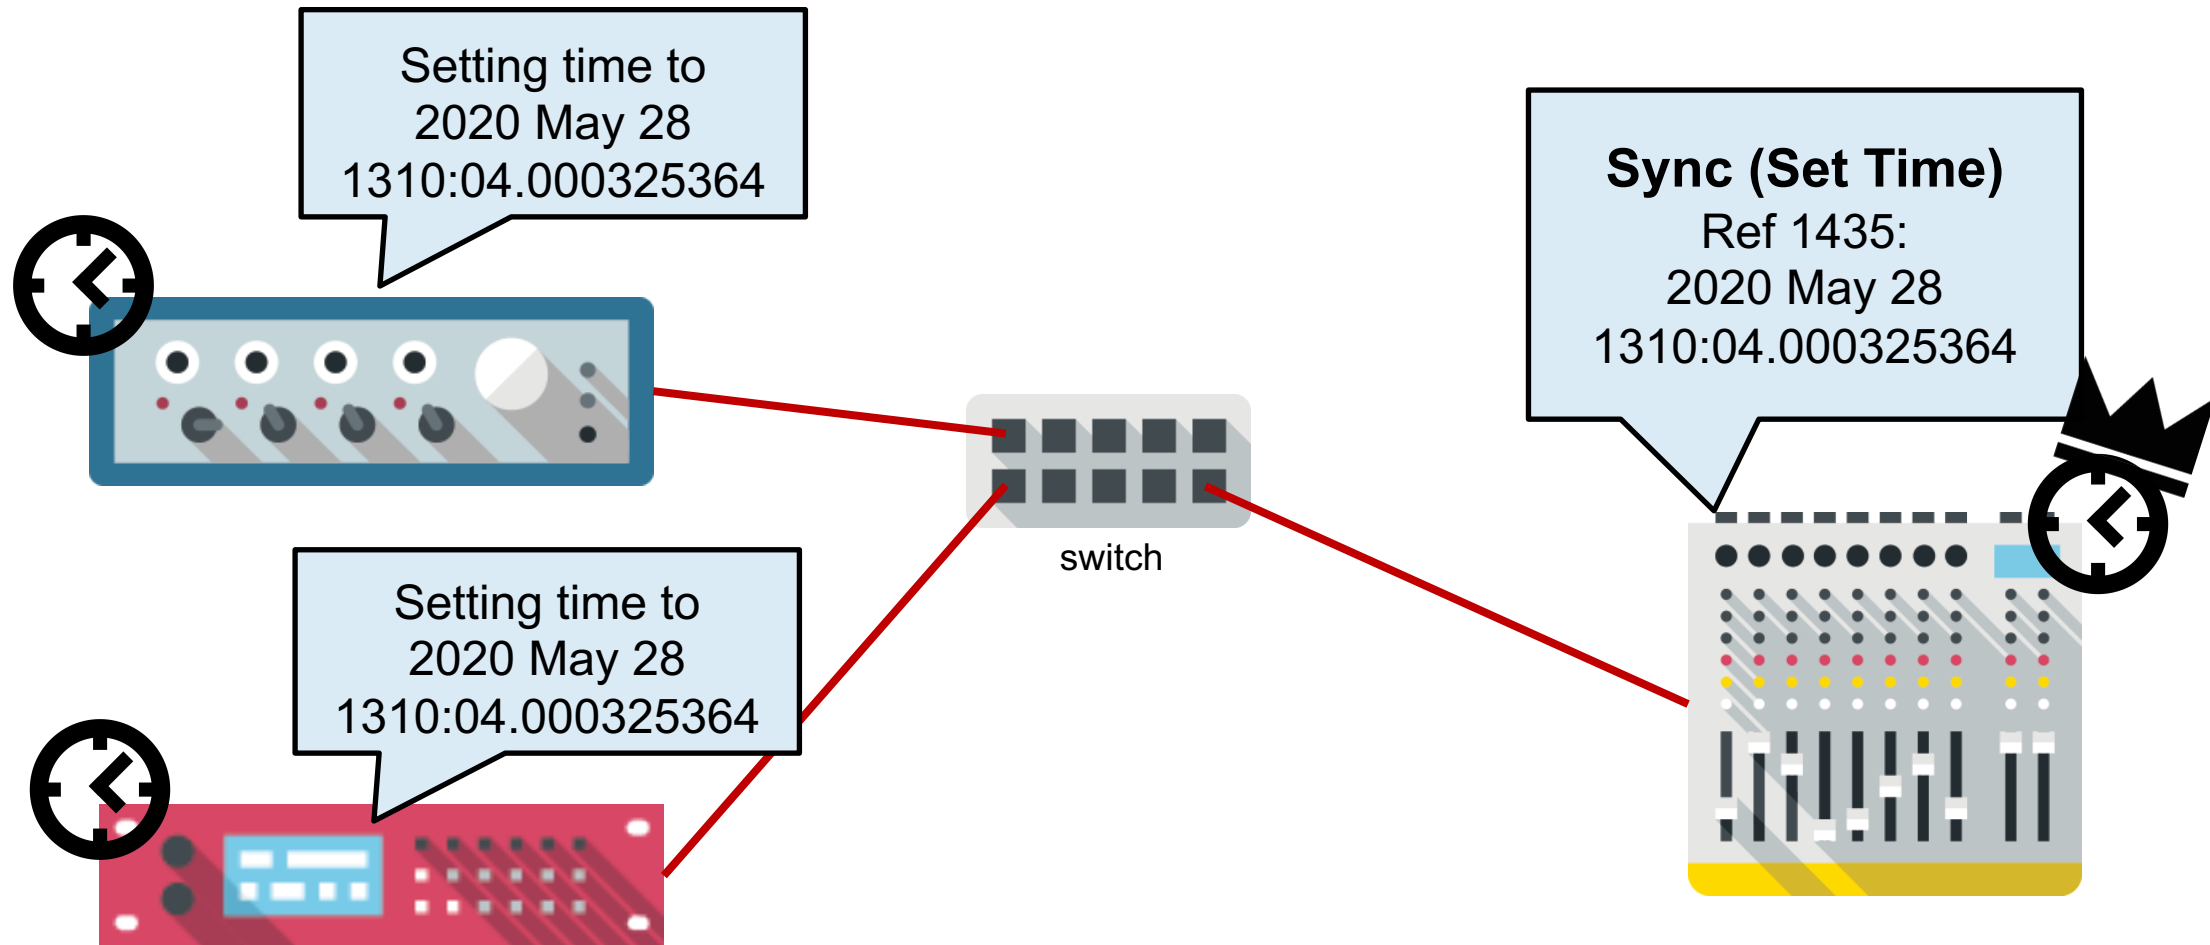 Setting time to
2020 May 28
1310:04.000325364
Sync (Set Time)
Ref 1435:
2020 May 28
1310:04.000325364
switch
Setting time to
2020 May 28
1310:04.000325364